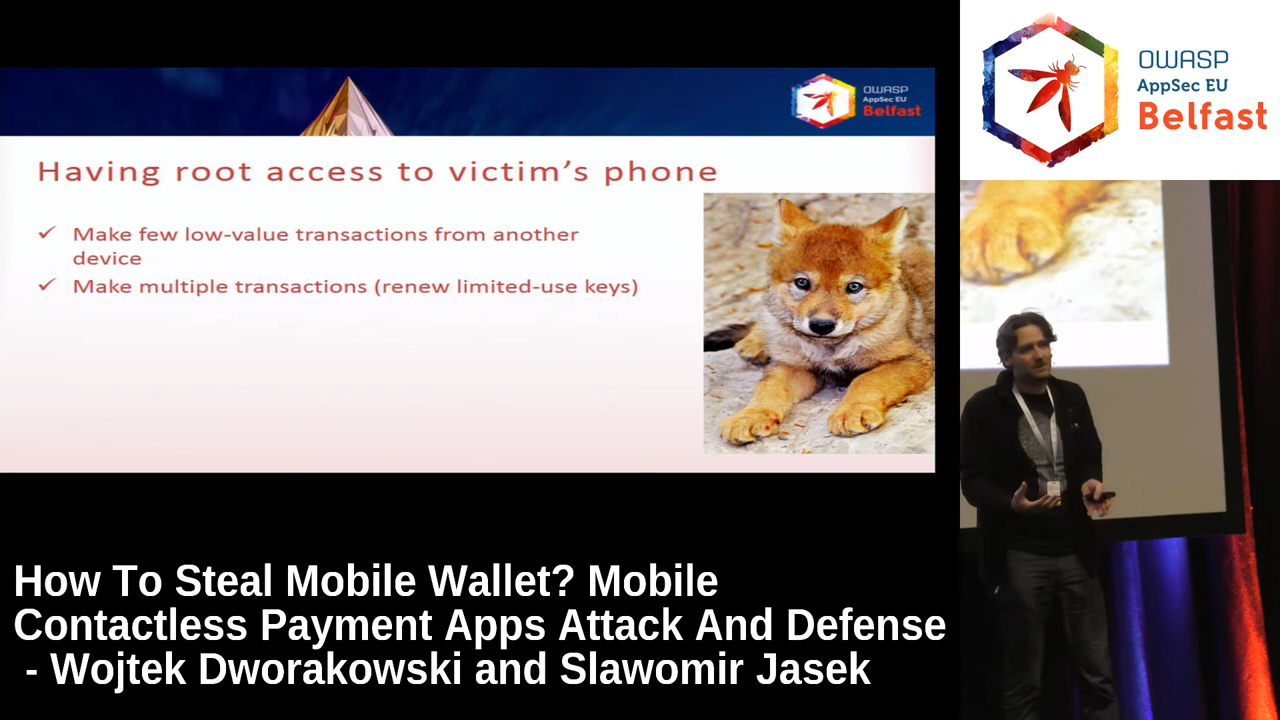 OWASP
AppSec EU
Belfast
Having root access to victim's phone
✓ Make few low-value transactions from another
device
✓ Make multiple transactions (renew limited-use keys)
OWASP
AppSec EU
Belfast
How To Steal Mobile Wallet? Mobile
Contactless Payment Apps Attack And Defense
- Wojtek Dworakowski and Slawomir Jasek